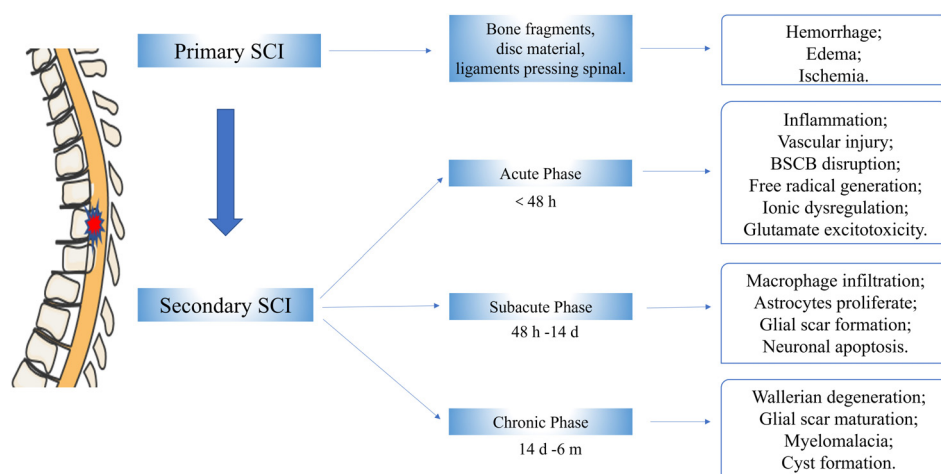 Primary SCI
Bone fragments,
disc material,
ligaments pressing spinal.
Hemorrhage;
Edema;
Ischemia.
Secondary SCI
Acute Phase
< 48 h
Inflammation;
Vascular injury;
BSCB disruption;
Free radical generation;
Ionic dysregulation;
Glutamate excitotoxicity.
Subacute Phase
48 h -14 d
Macrophage infiltration;
Astrocytes proliferate;
Glial scar formation;
Neuronal apoptosis.
Chronic Phase
14 d -6 m
Wallerian degeneration;
Glial scar maturation;
Myelomalacia;
Cyst formation.